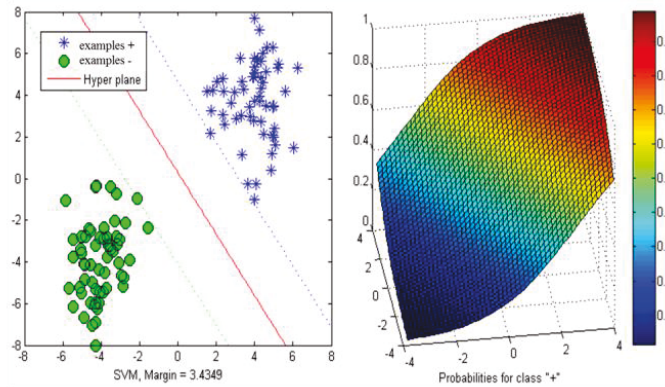 8
6
4
2
0
-2
-4
-6
-8
examples +
examples -
Hyper plane
-8 -6 -4 -2 0 2 4 6 8
SVM, Margin = 3.4349
1
0.8
0.6
0.4
0.2
0
4
2
0
-2
-4
-4 -2 0 2 4
Probabilities for class "+"